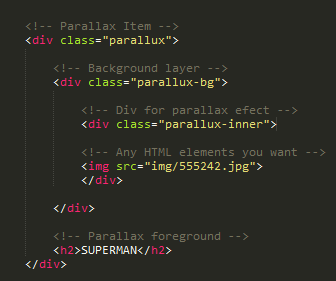 <!-- Parallax Item -->
<div class="parallux">
<!-- Background layer -->
<div class="parallux-bg">
<!-- Div for parallax efect -->
<div class="parallux-inner">
<!-- Any HTML elements you want -->
<img src="img/555242.jpg">
</div>
</div>
<!-- Parallax foreground -->
<h2>SUPERMAN</h2>
</div>